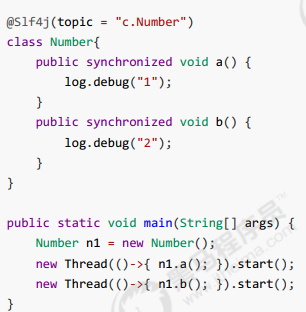 @Slf4j(topic = "c.Number")
class Number{
    public synchronized void a() {
        log.debug("1");
    }
    public synchronized void b() {
        log.debug("2");
    }
}

public static void main(String[] args) {
    Number n1 = new Number();
    new Thread(()->{ n1.a(); }).start();
    new Thread(()->{ n1.b(); }).start();
}